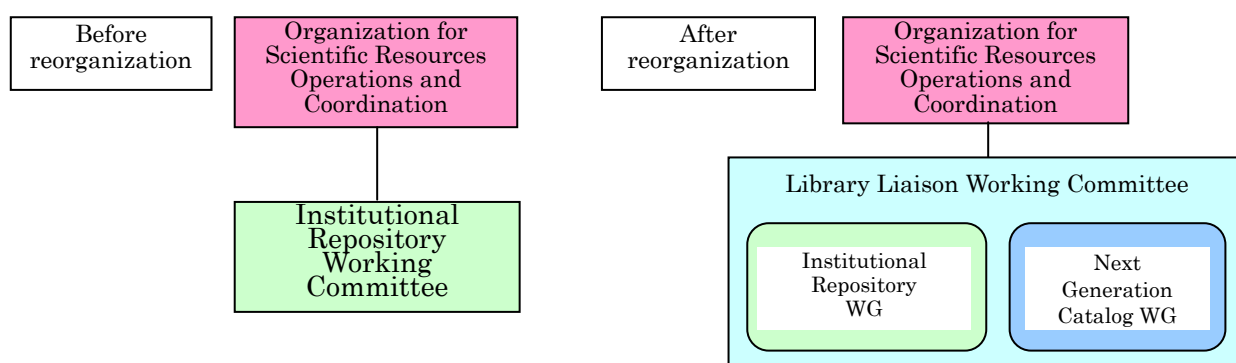 Before
reorganization
Organization for
Scientific Resources
Operations and
Coordination
Institutional
Repository
Working
Committee
After
reorganization
Organization for
Scientific Resources
Operations and
Coordination
Library Liaison Working Committee
Institutional
Repository
WG
Next
Generation
Catalog WG